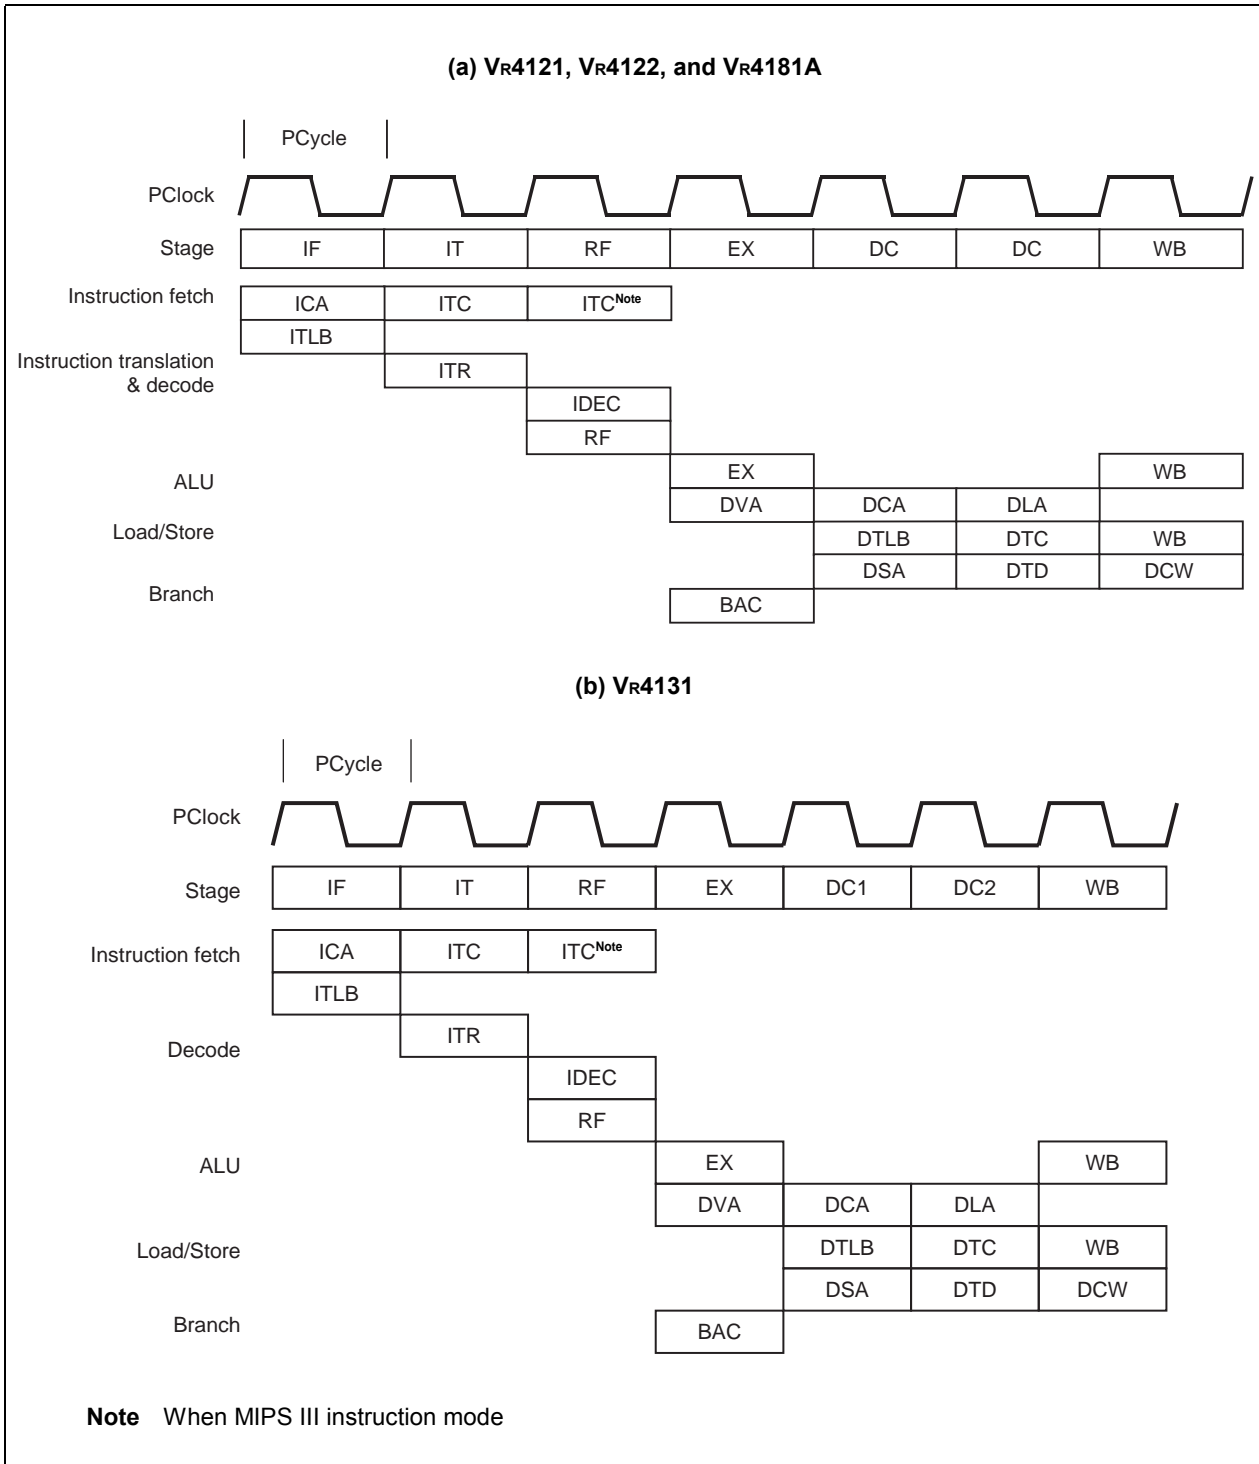 (a) VR4121, VR4122, and VR4181A
PCycle
PClock
Stage IF IT RF EX DC DC WB
Instruction fetch ICA ITC ITCNote
ITLB
Instruction translation
& decode
ITR
IDEC
RF
ALU EX WB
DVA DCA DLA
Load/Store DTLB DTC WB
DSA DTD DCW
Branch BAC
(b) VR4131
PCycle
PClock
Stage IF IT RF EX DC1 DC2 WB
Instruction fetch ICA ITC ITCNote
ITLB
Decode ITR
IDEC
RF
ALU EX WB
DVA DCA DLA
Load/Store DTLB DTC WB
DSA DTD DCW
Branch BAC
Note When MIPS III instruction mode